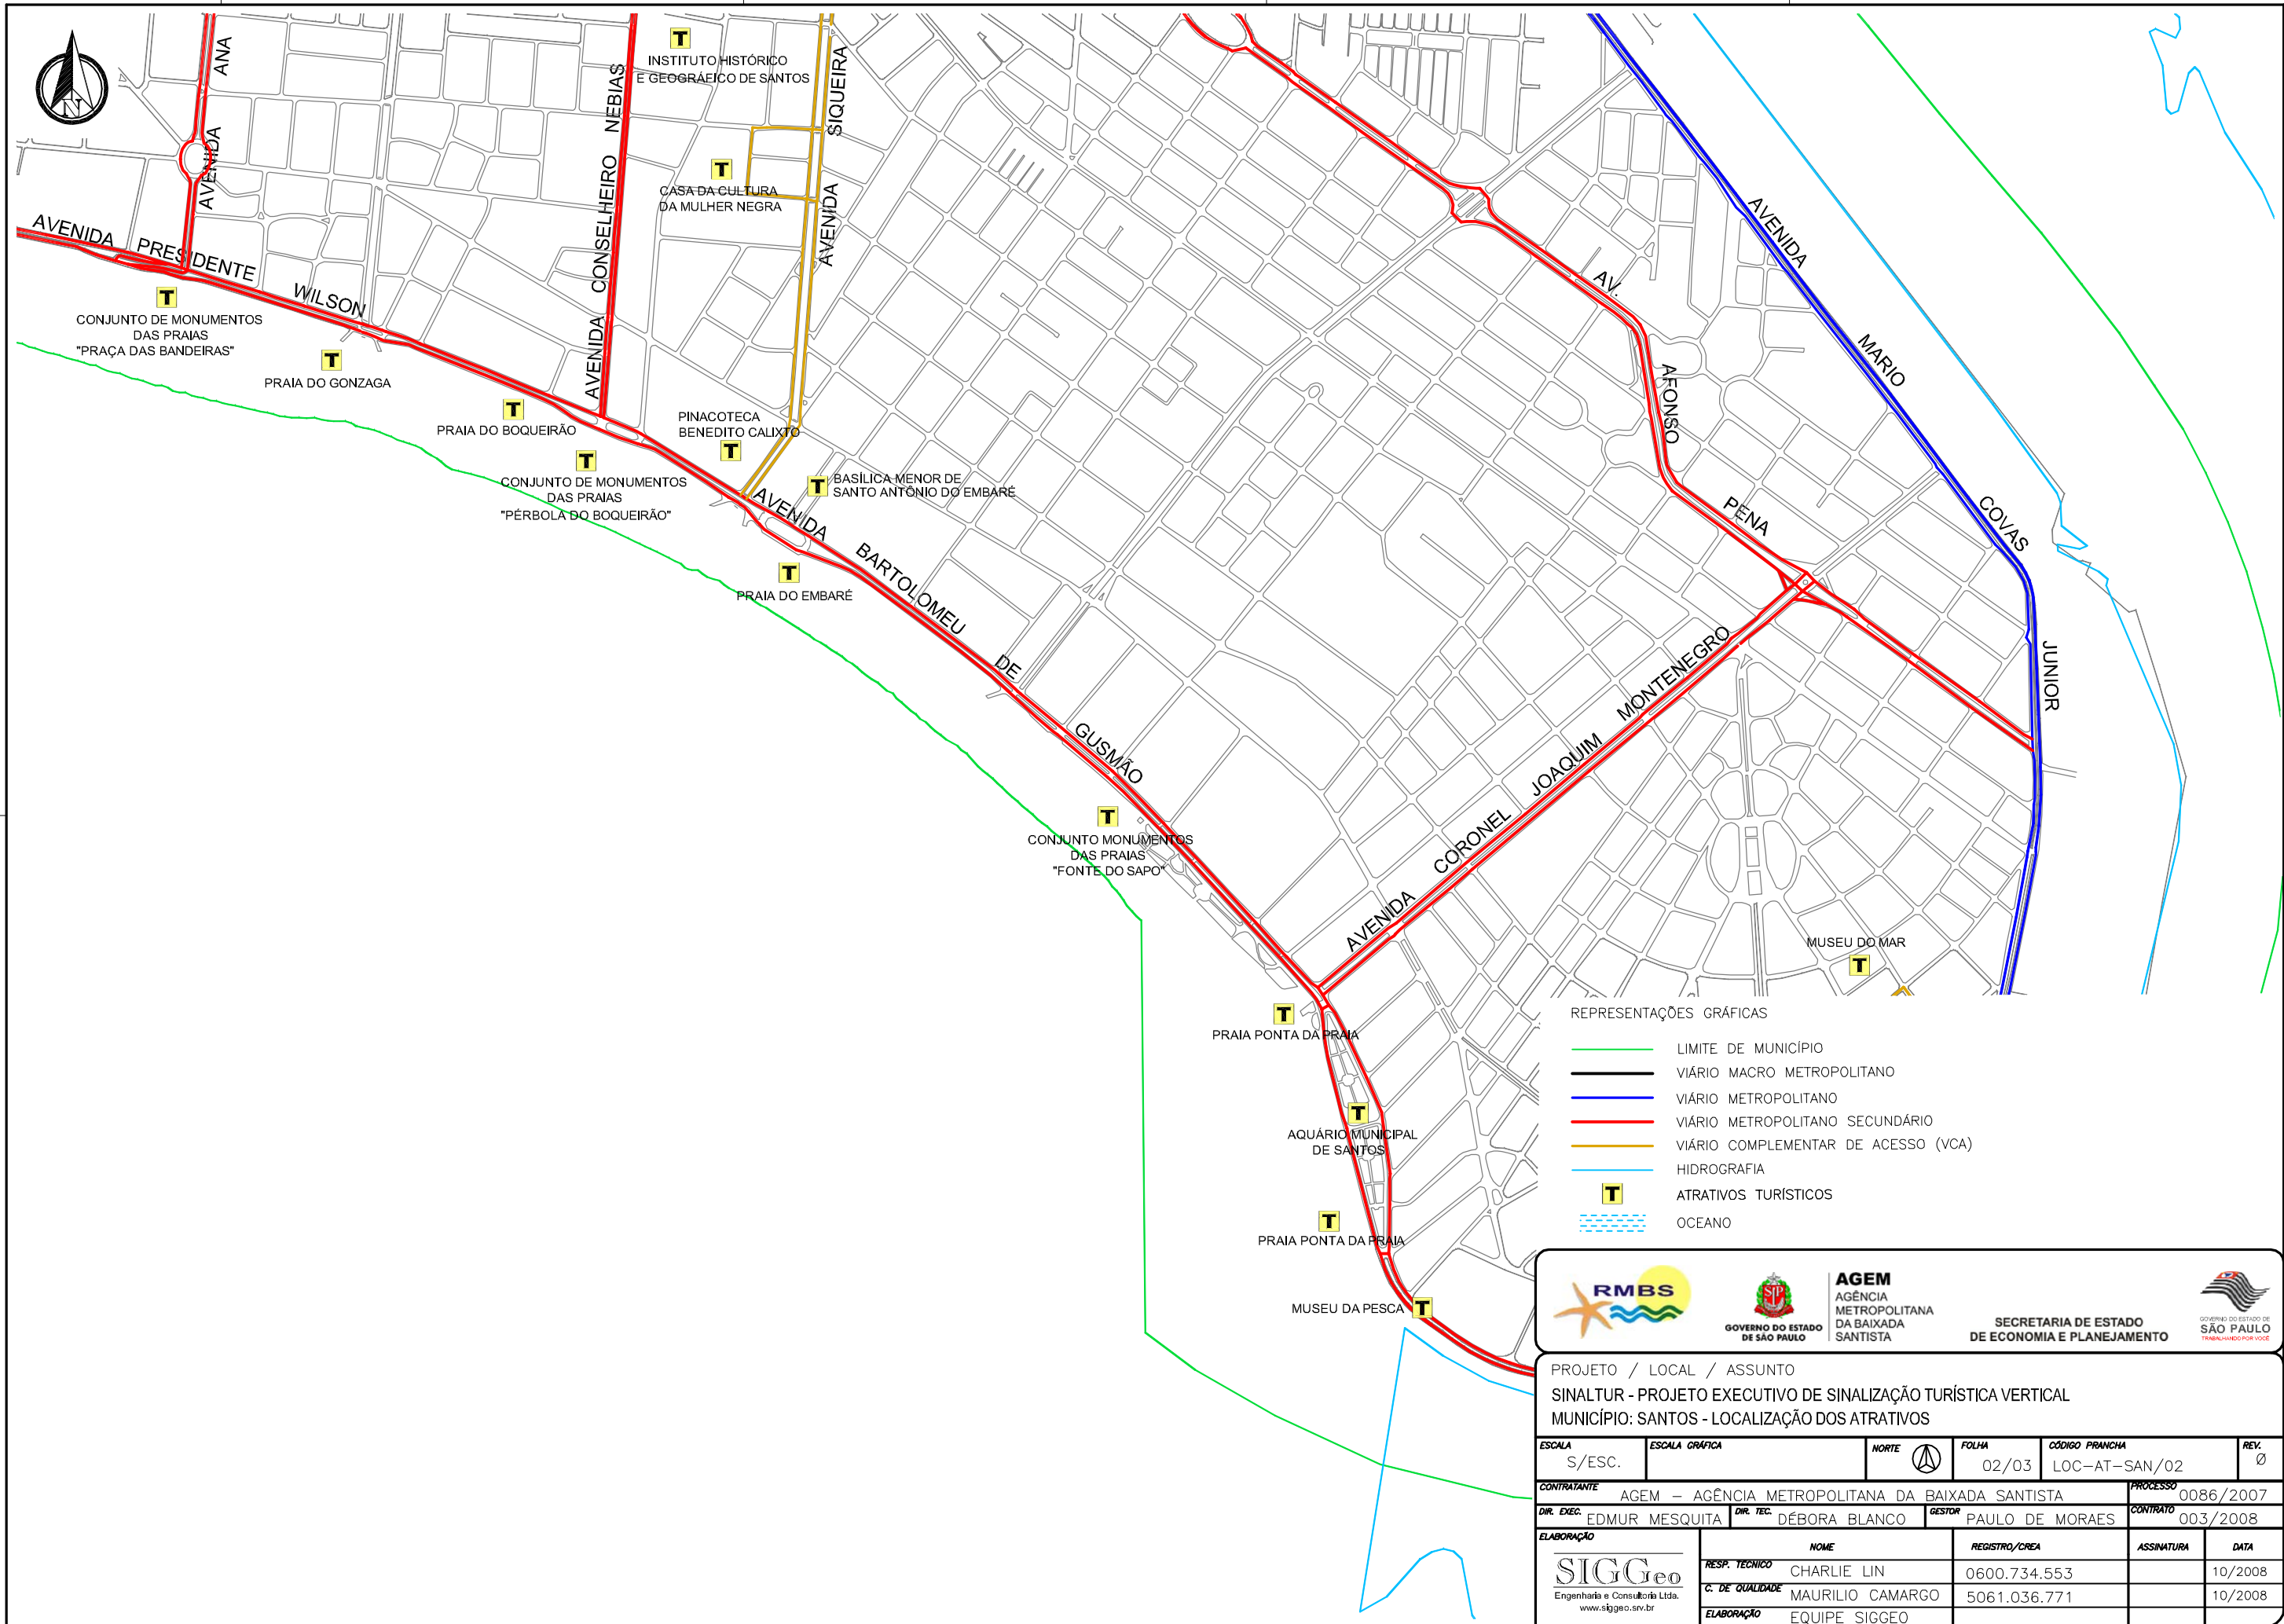 N
ANA
AVENIDA
AVENIDA PRESIDENTE WILSON
AVENIDA CONSELHEIRO NEBIAS
AVENIDA SIQUEIRA
INSTITUTO HISTÓRICO
E GEOGRÁFICO DE SANTOS
CASA DA CULTURA
DA MULHER NEGRA
CONJUNTO DE MONUMENTOS
DAS PRAIAS
"PRAÇA DAS BANDEIRAS"
PRAIA DO GONZAGA
PRAIA DO BOQUEIRÃO
CONJUNTO DE MONUMENTOS
DAS PRAIAS
"PÉRBOLA DO BOQUEIRÃO"
PINACOTECA
BENEDITO CALIXTO
BASÍLICA MENOR DE
SANTO ANTÔNIO DO EMBARÉ
PRAIA DO EMBARÉ
AVENIDA BARTOLOMEU DE GUSMÃO
AV. AFONSO PENA
AVENIDA MARIO COVAS JUNIOR
AVENIDA CORONEL JOAQUIM MONTENEGRO
CONJUNTO MONUMENTOS
DAS PRAIAS
"FONTE DO SAPO"
MUSEU DO MAR
PRAIA PONTA DA PRAIA
AQUÁRIO MUNICIPAL
DE SANTOS
PRAIA PONTA DA PRAIA
MUSEU DA PESCA
REPRESENTAÇÕES GRÁFICAS
LIMITE DE MUNICÍPIO
VIÁRIO MACRO METROPOLITANO
VIÁRIO METROPOLITANO
VIÁRIO METROPOLITANO SECUNDÁRIO
VIÁRIO COMPLEMENTAR DE ACESSO (VCA)
HIDROGRAFIA
T ATRATIVOS TURÍSTICOS
OCEANO
RMBS
GOVERNO DO ESTADO
DE SÃO PAULO
AGEM
AGÊNCIA
METROPOLITANA
DA BAIXADA
SANTISTA
SECRETARIA DE ESTADO
DE ECONOMIA E PLANEJAMENTO
GOVERNO DO ESTADO DE
SÃO PAULO
TRABALHANDO POR VOCÊ
PROJETO / LOCAL / ASSUNTO
SINALTUR - PROJETO EXECUTIVO DE SINALIZAÇÃO TURÍSTICA VERTICAL
MUNICÍPIO: SANTOS - LOCALIZAÇÃO DOS ATRATIVOS
ESCALA S/ESC.
ESCALA GRÁFICA
NORTE
FOLHA 02/03
CÓDIGO PRANCHA LOC-AT-SAN/02
REV. Ø
CONTRATANTE AGEM - AGÊNCIA METROPOLITANA DA BAIXADA SANTISTA
PROCESSO 0086/2007
DIR. EXEC. EDMUR MESQUITA
DIR. TEC. DÉBORA BLANCO
GESTOR PAULO DE MORAES
CONTRATO 003/2008
ELABORAÇÃO
SIGGeo
Engenharia e Consultoria Ltda.
www.siggeo.srv.br
NOME REGISTRO/CREA ASSINATURA DATA
RESP. TÉCNICO CHARLIE LIN 0600.734.553 10/2008
C. DE QUALIDADE MAURILIO CAMARGO 5061.036.771 10/2008
ELABORAÇÃO EQUIPE SIGGEO